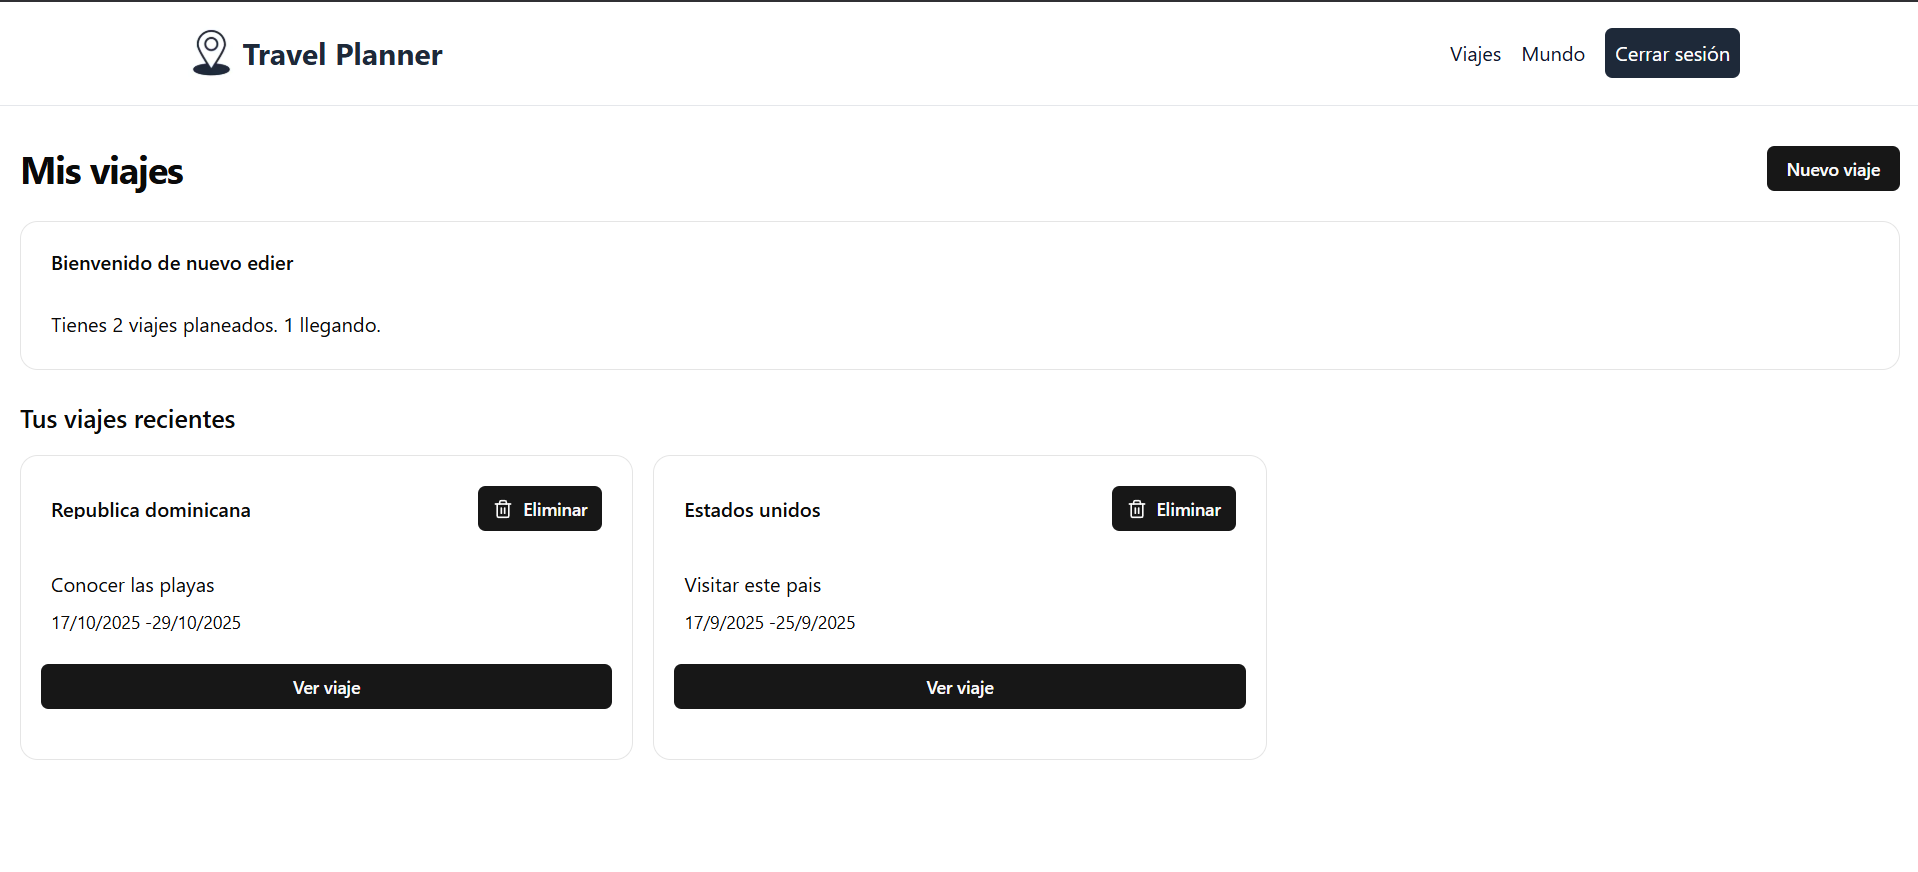 Travel Planner
Viajes
Mundo
Cerrar sesión
Mis viajes
Nuevo viaje
Bienvenido de nuevo edier
Tienes 2 viajes planeados. 1 llegando.
Tus viajes recientes
Republica dominicana
Eliminar
Conocer las playas
17/10/2025 -29/10/2025
Ver viaje
Estados unidos
Eliminar
Visitar este pais
17/9/2025 -25/9/2025
Ver viaje